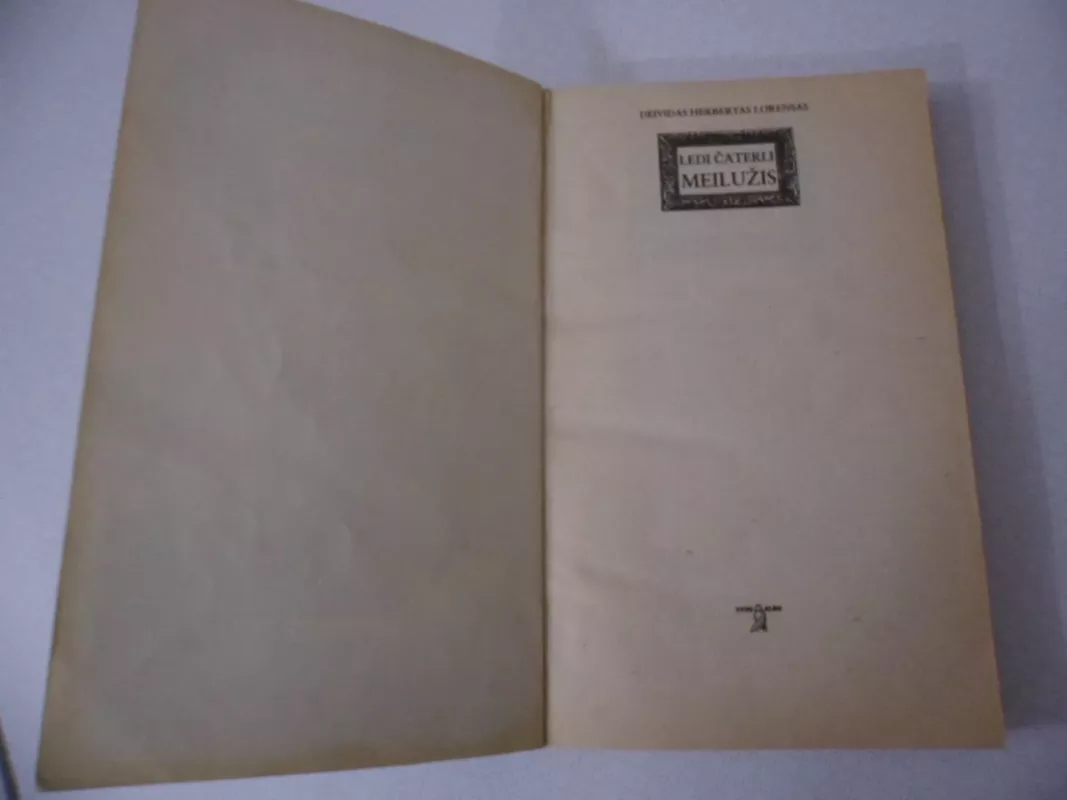 DEIVIDAS HERBERTAS LORENSAS
LEDI ČATERLI
MEILUŽIS